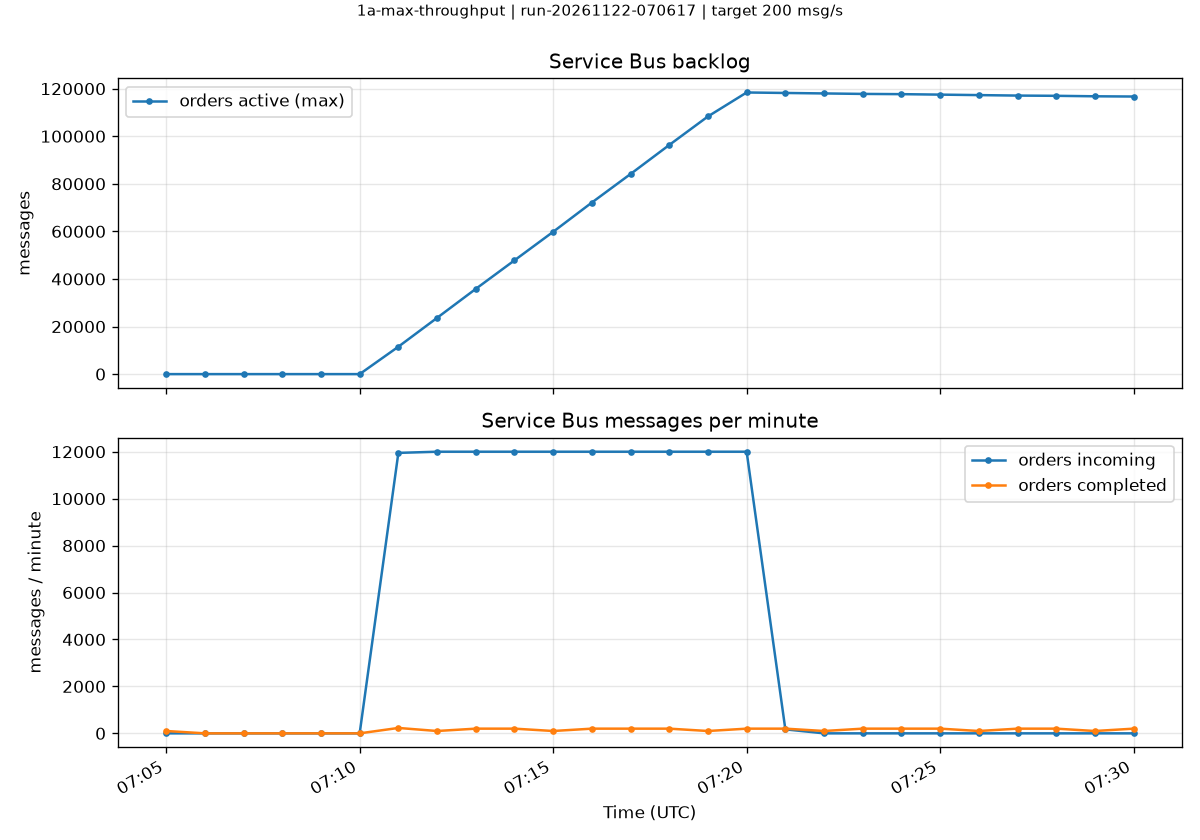 1a-max-throughput | run-20261122-070617 | target 200 msg/s
Service Bus backlog
orders active (max)
120000
100000
80000
60000
40000
20000
0
messages
Service Bus messages per minute
orders incoming
orders completed
12000
10000
8000
6000
4000
2000
0
messages / minute
07:05
07:10
07:15
07:20
07:25
07:30
Time (UTC)